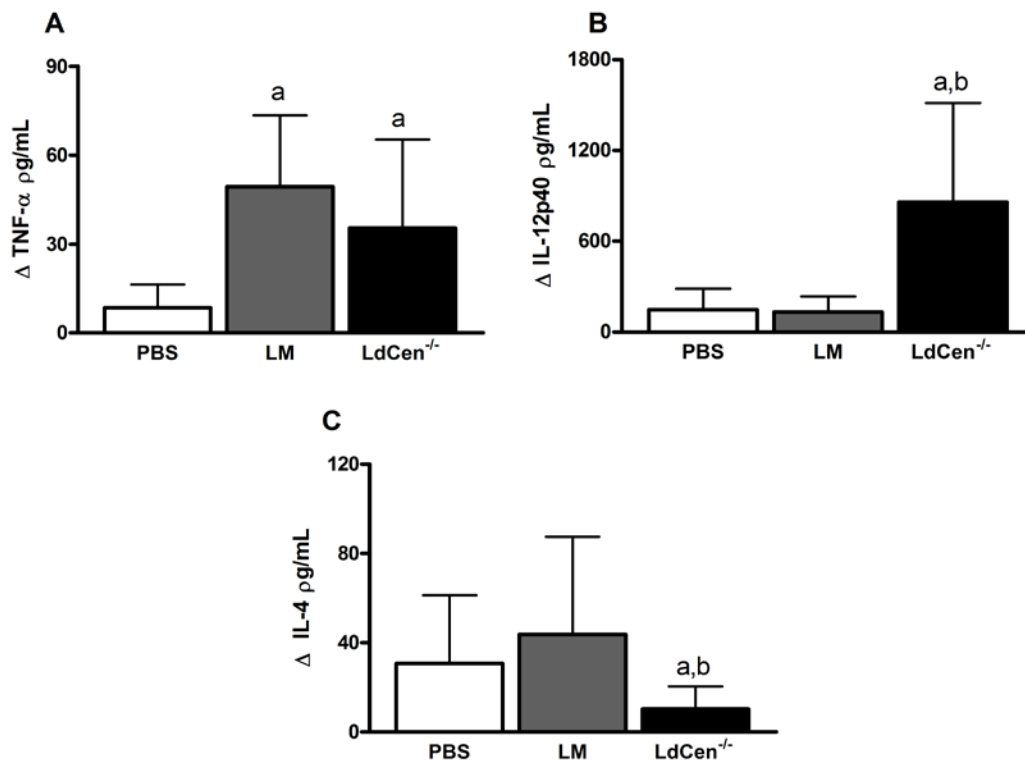 A
Δ TNF-α ρg/mL
90
60
30
0
a
a
PBS LM LdCen-/-
B
Δ IL-12p40 ρg/mL
1800
1200
600
0
a,b
PBS LM LdCen-/-
C
Δ IL-4 ρg/mL
120
80
40
0
a,b
PBS LM LdCen-/-